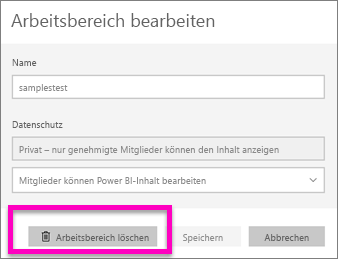 Arbeitsbereich bearbeiten
Name
samplestest
Datenschutz
Privat – nur genehmigte Mitglieder können den Inhalt anzeigen
Mitglieder können Power BI-Inhalt bearbeiten
Arbeitsbereich löschen Speichern Abbrechen